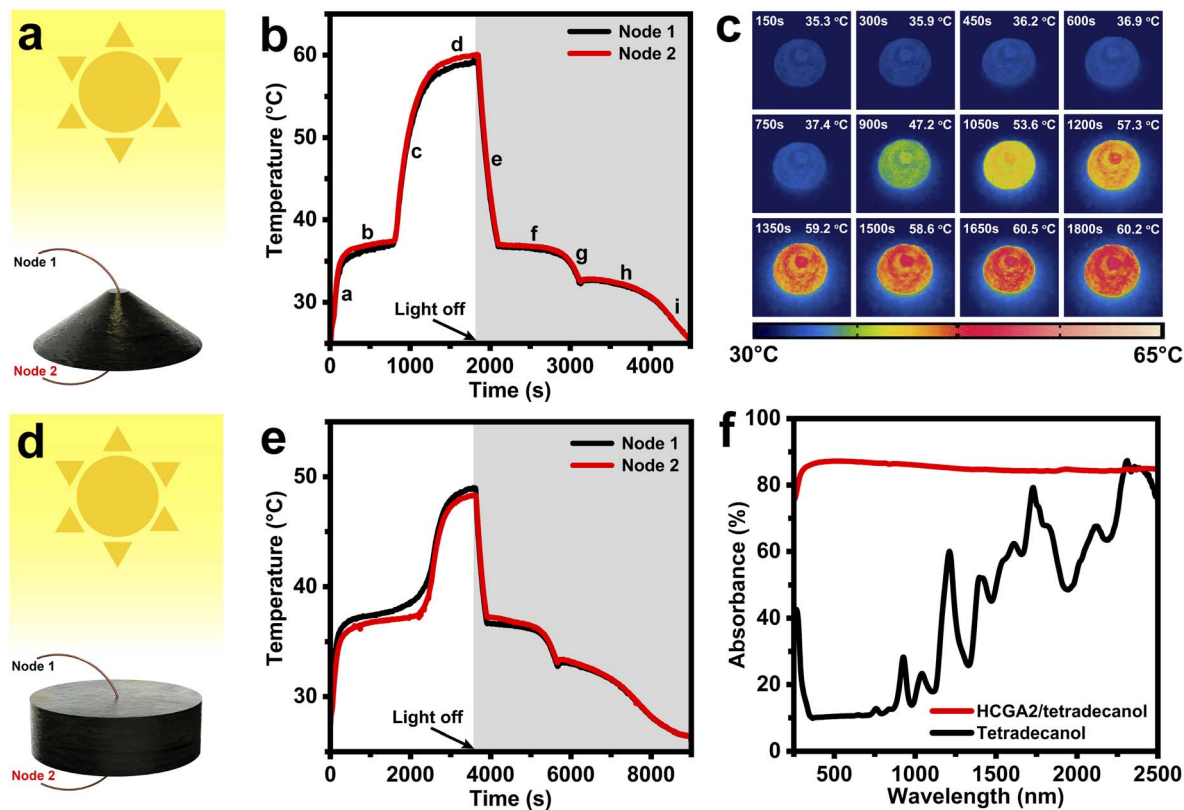 a
Node 1
Node 2
b
Temperature (°C)
60
50
40
30
Node 1
Node 2
a
b
c
d
e
f
g
h
i
Light off
0 1000 2000 3000 4000
Time (s)
c
150s 35.3 °C
300s 35.9 °C
450s 36.2 °C
600s 36.9 °C
750s 37.4 °C
900s 47.2 °C
1050s 53.6 °C
1200s 57.3 °C
1350s 59.2 °C
1500s 58.6 °C
1650s 60.5 °C
1800s 60.2 °C
30°C 65°C
d
Node 1
Node 2
e
Temperature (°C)
50
40
30
Node 1
Node 2
Light off
0 2000 4000 6000 8000
Time (s)
f
Absorbance (%)
100
80
60
40
20
0
HCGA2/tetradecanol
Tetradecanol
500 1000 1500 2000 2500
Wavelength (nm)